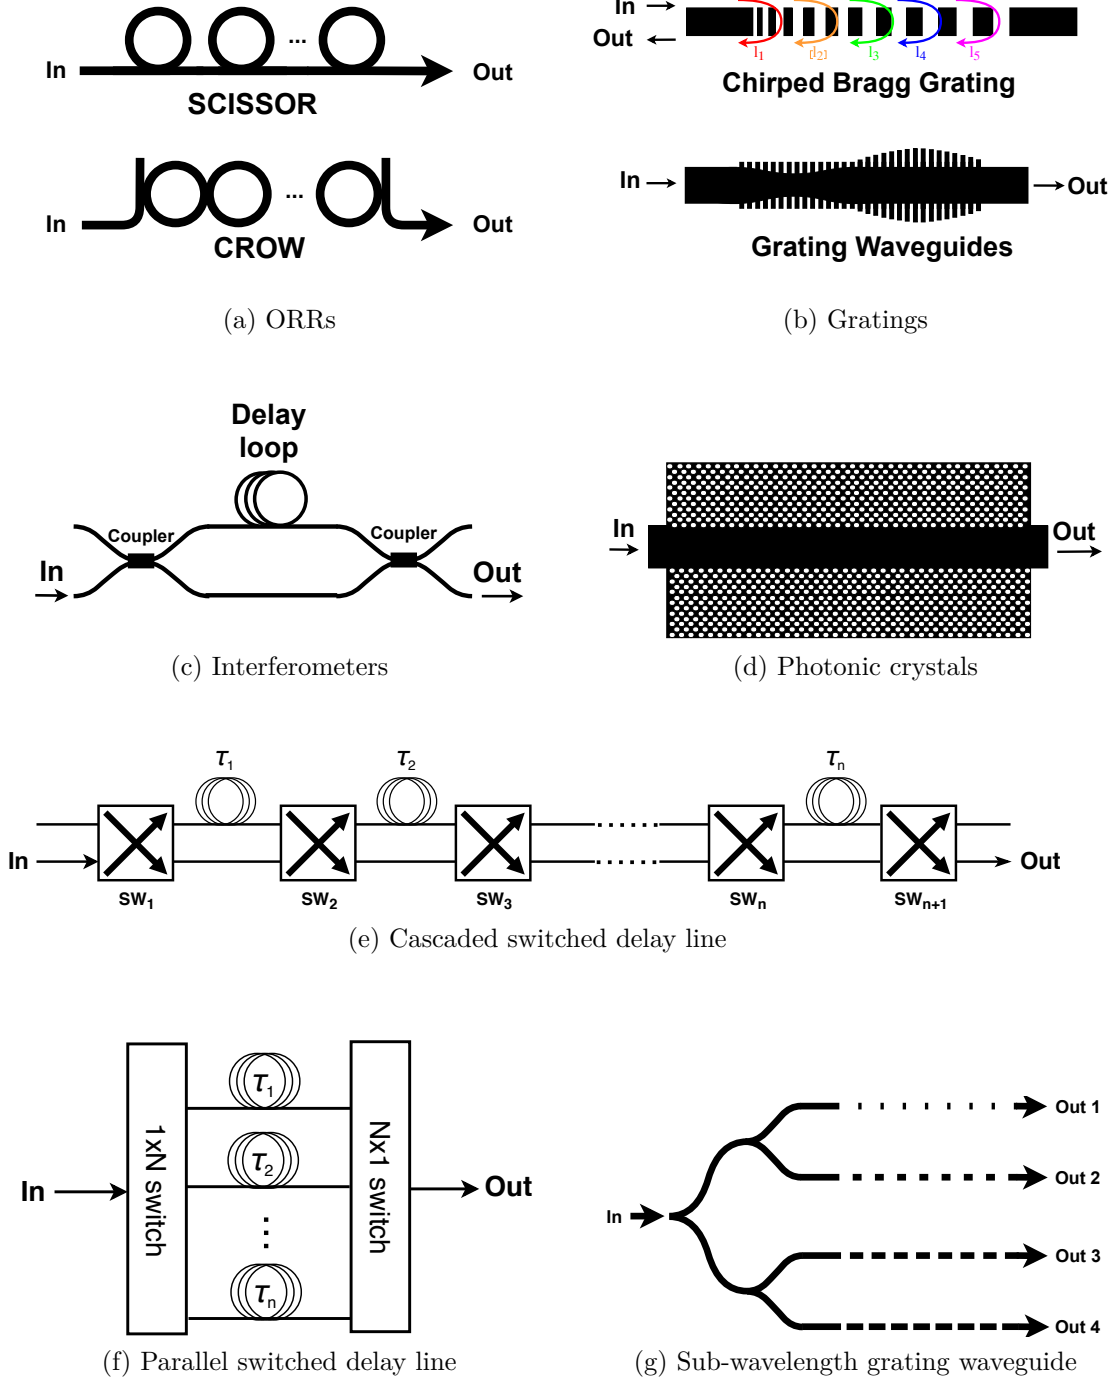 In
...
Out
SCISSOR
In
...
Out
CROW
(a) ORRs
In
Out
l1
l3
l4
l5
Chirped Bragg Grating
In
Out
Grating Waveguides
(b) Gratings
Delay
loop
Coupler
Coupler
In
Out
(c) Interferometers
In
Out
(d) Photonic crystals
τ1
τ2
τn
In
Out
SW1
SW2
SW3
SWn
SWn+1
(e) Cascaded switched delay line
In
1xN switch
τ1
τ2
τn
Nx1 switch
Out
(f) Parallel switched delay line
In
Out 1
Out 2
Out 3
Out 4
(g) Sub-wavelength grating waveguide